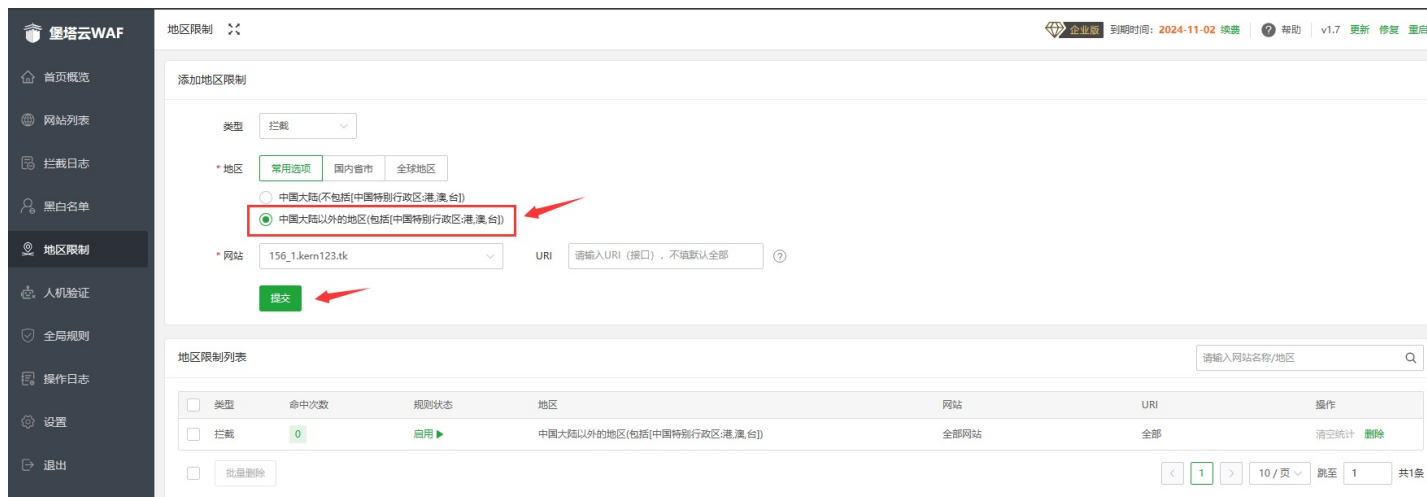 堡塔云WAF
地区限制
企业版 到期时间: 2024-11-02 续费 帮助 v1.7 更新 修复 重启
首页概览
网站列表
拦截日志
黑白名单
地区限制
人机验证
全局规则
操作日志
设置
退出
添加地区限制
类型 拦截
* 地区 常用选项 国内省市 全球地区
中国大陆(不包括[中国特别行政区:港,澳,台])
中国大陆以外的地区(包括[中国特别行政区:港,澳,台])
* 网站 156_1.kern123.tk URI 请输入URI（接口）, 不填默认全部
提交
地区限制列表 请输入网站名称/地区
类型 命中次数 规则状态 地区 网站 URI 操作
拦截 0 启用 中国大陆以外的地区(包括[中国特别行政区:港,澳,台]) 全部网站 全部 清空统计 删除
批量删除 < 1 > 10 / 页 跳至 1 共1条